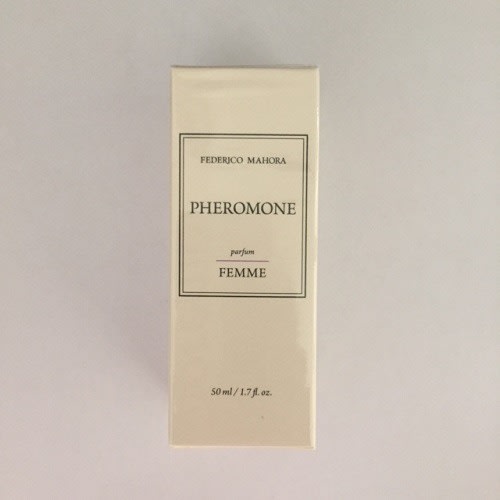 FEDERICO MAHORA
PHEROMONE
parfum
FEMME
50 ml / 1.7 fl. oz.